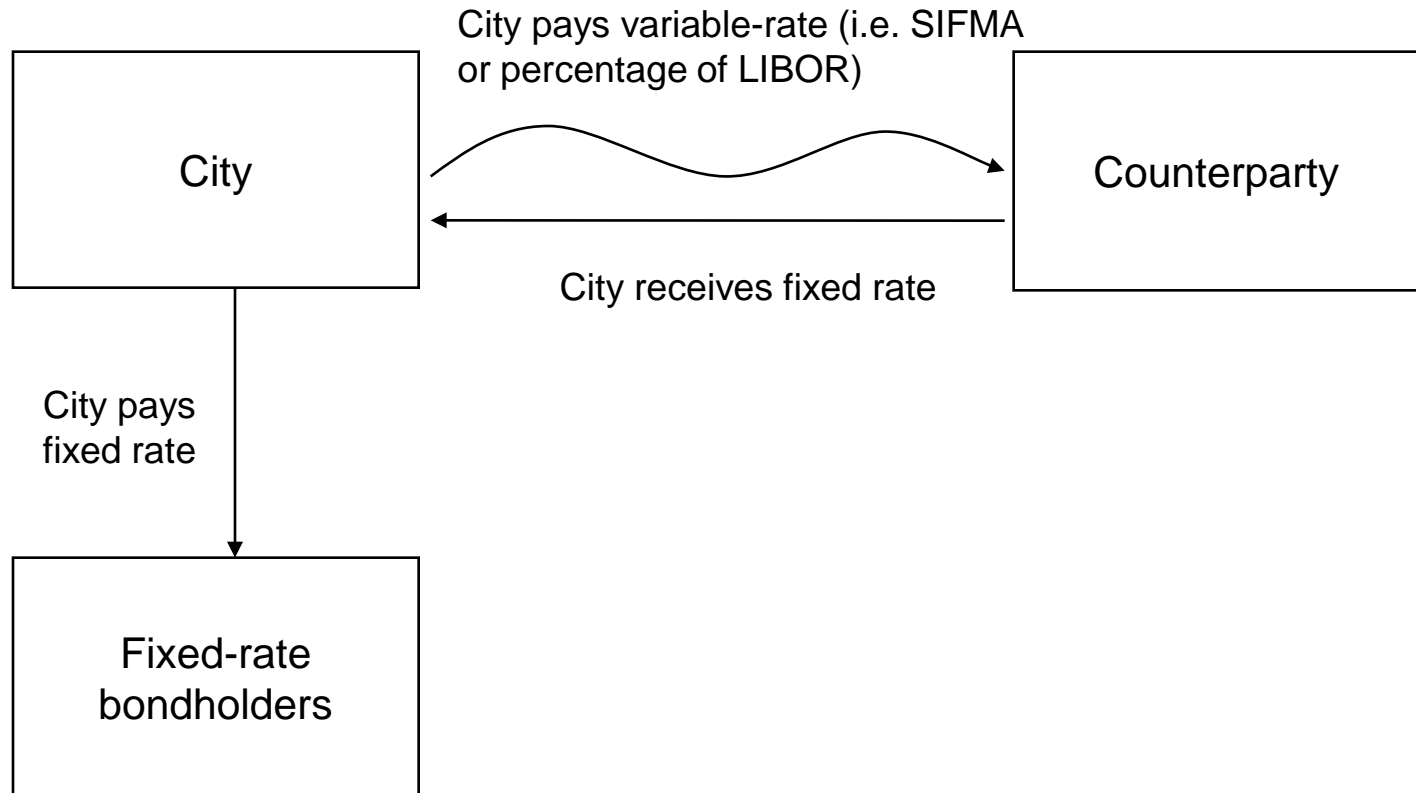 City pays variable-rate (i.e. SIFMA
or percentage of LIBOR)
City
Counterparty
City receives fixed rate
City pays
fixed rate
Fixed-rate
bondholders